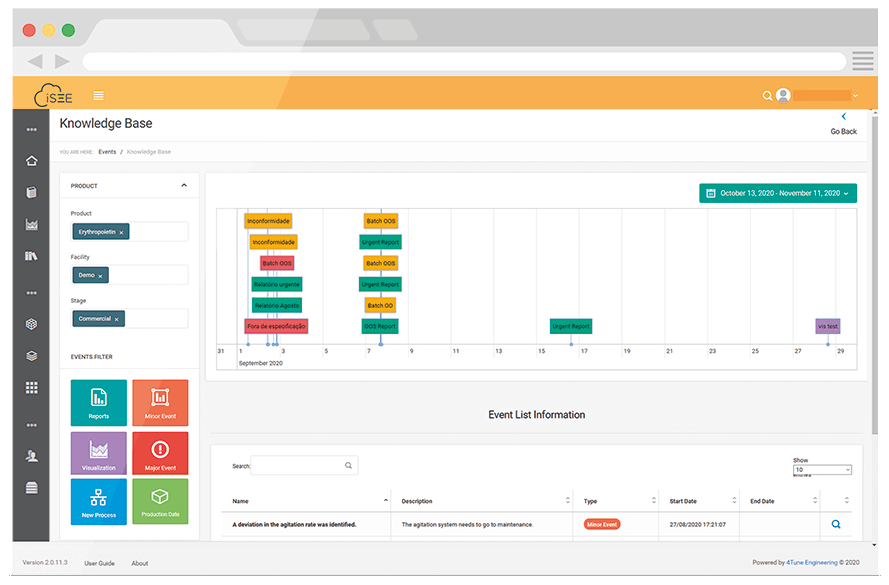 iSEE
Knowledge Base
Go Back
YOU ARE HERE: Events / Knowledge Base
PRODUCT
Product
Erythropoietin ×
Facility
Demo ×
Stage
Commercial ×
EVENTS FILTER
Reports
Minor Event
Visualization
Major Event
New Process
Production Data
October 13, 2020 - November 11, 2020
Inconformidade
Batch OOS
Inconformidade
Urgent Report
Batch OOS
Batch OOS
Relatório urgente
Urgent Report
Relatório Agosto
Batch OO
Fora de especificação
OOS Report
Urgent Report
vis test
31 1 3 5 7 9 11 13 15 17 19 21 23 25 27 29
September 2020
Event List Information
Search:
Show
10
Name Description Type Start Date End Date
A deviation in the agitation rate was identified. The agitation system needs to go to maintenance. Minor Event 27/08/2020 17:21:07
Version 2.0.11.3 User Guide About Powered by 4Tune Engineering © 2020